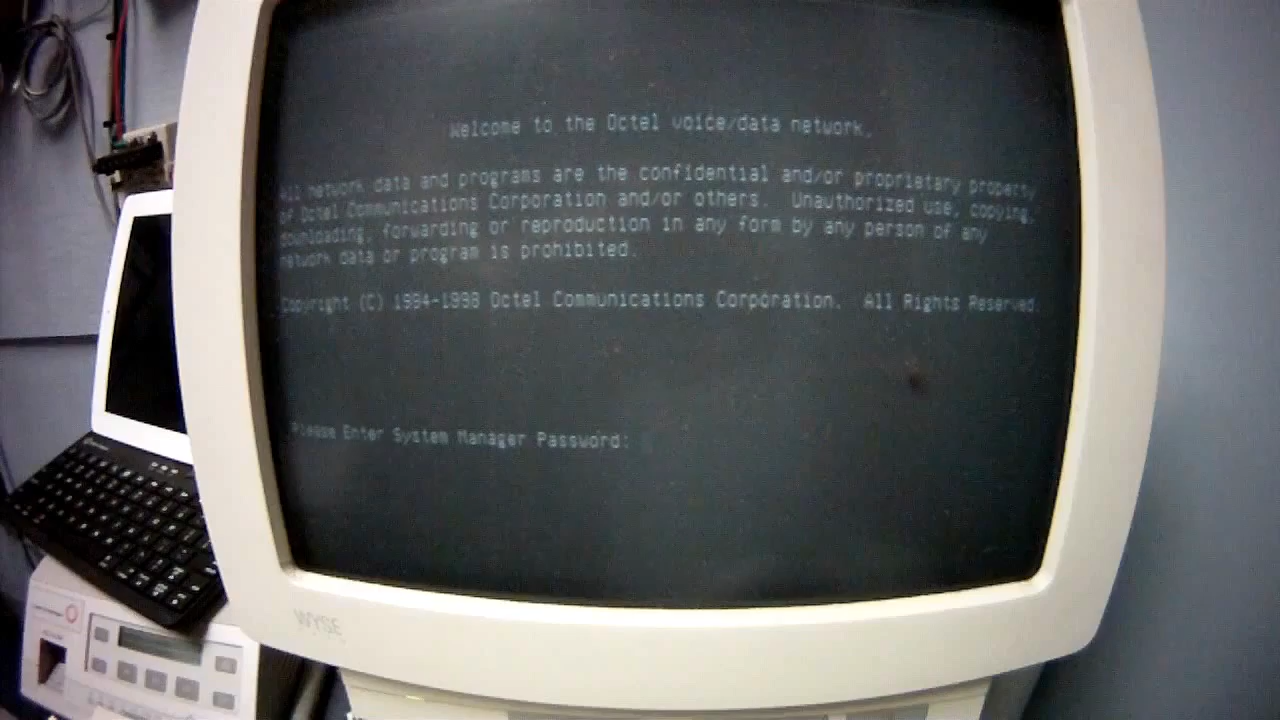 Welcome to the Octel voice/data network.
All network data and programs are the confidential and/or proprietary property
of Octel Communications Corporation and/or others. Unauthorized use, copying,
downloading, forwarding or reproduction in any form by any person of any
network data or program is prohibited.
Copyright (C) 1994-1998 Octel Communications Corporation. All Rights Reserved.
Please Enter System Manager Password:
WYSE